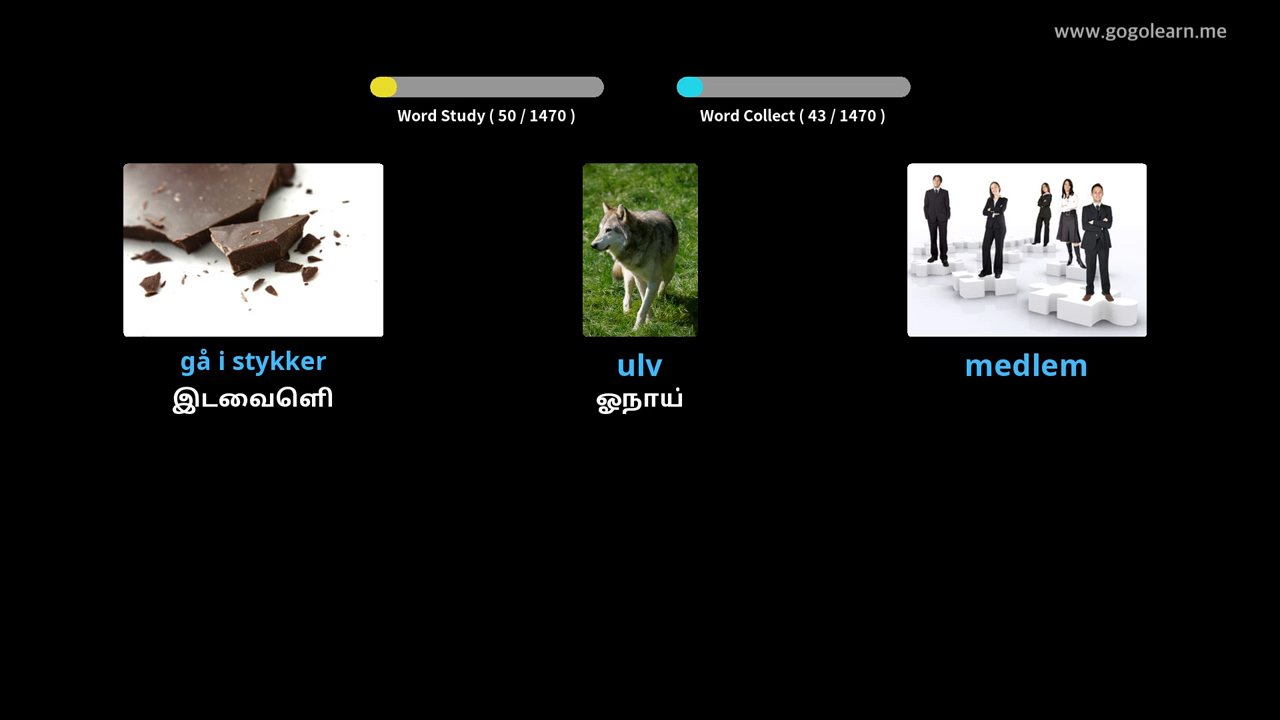 www.gogolearn.me
Word Study ( 50 / 1470 )
Word Collect ( 43 / 1470 )
gå i stykker
ulv
medlem
இடைவெளி
ஓநாய்